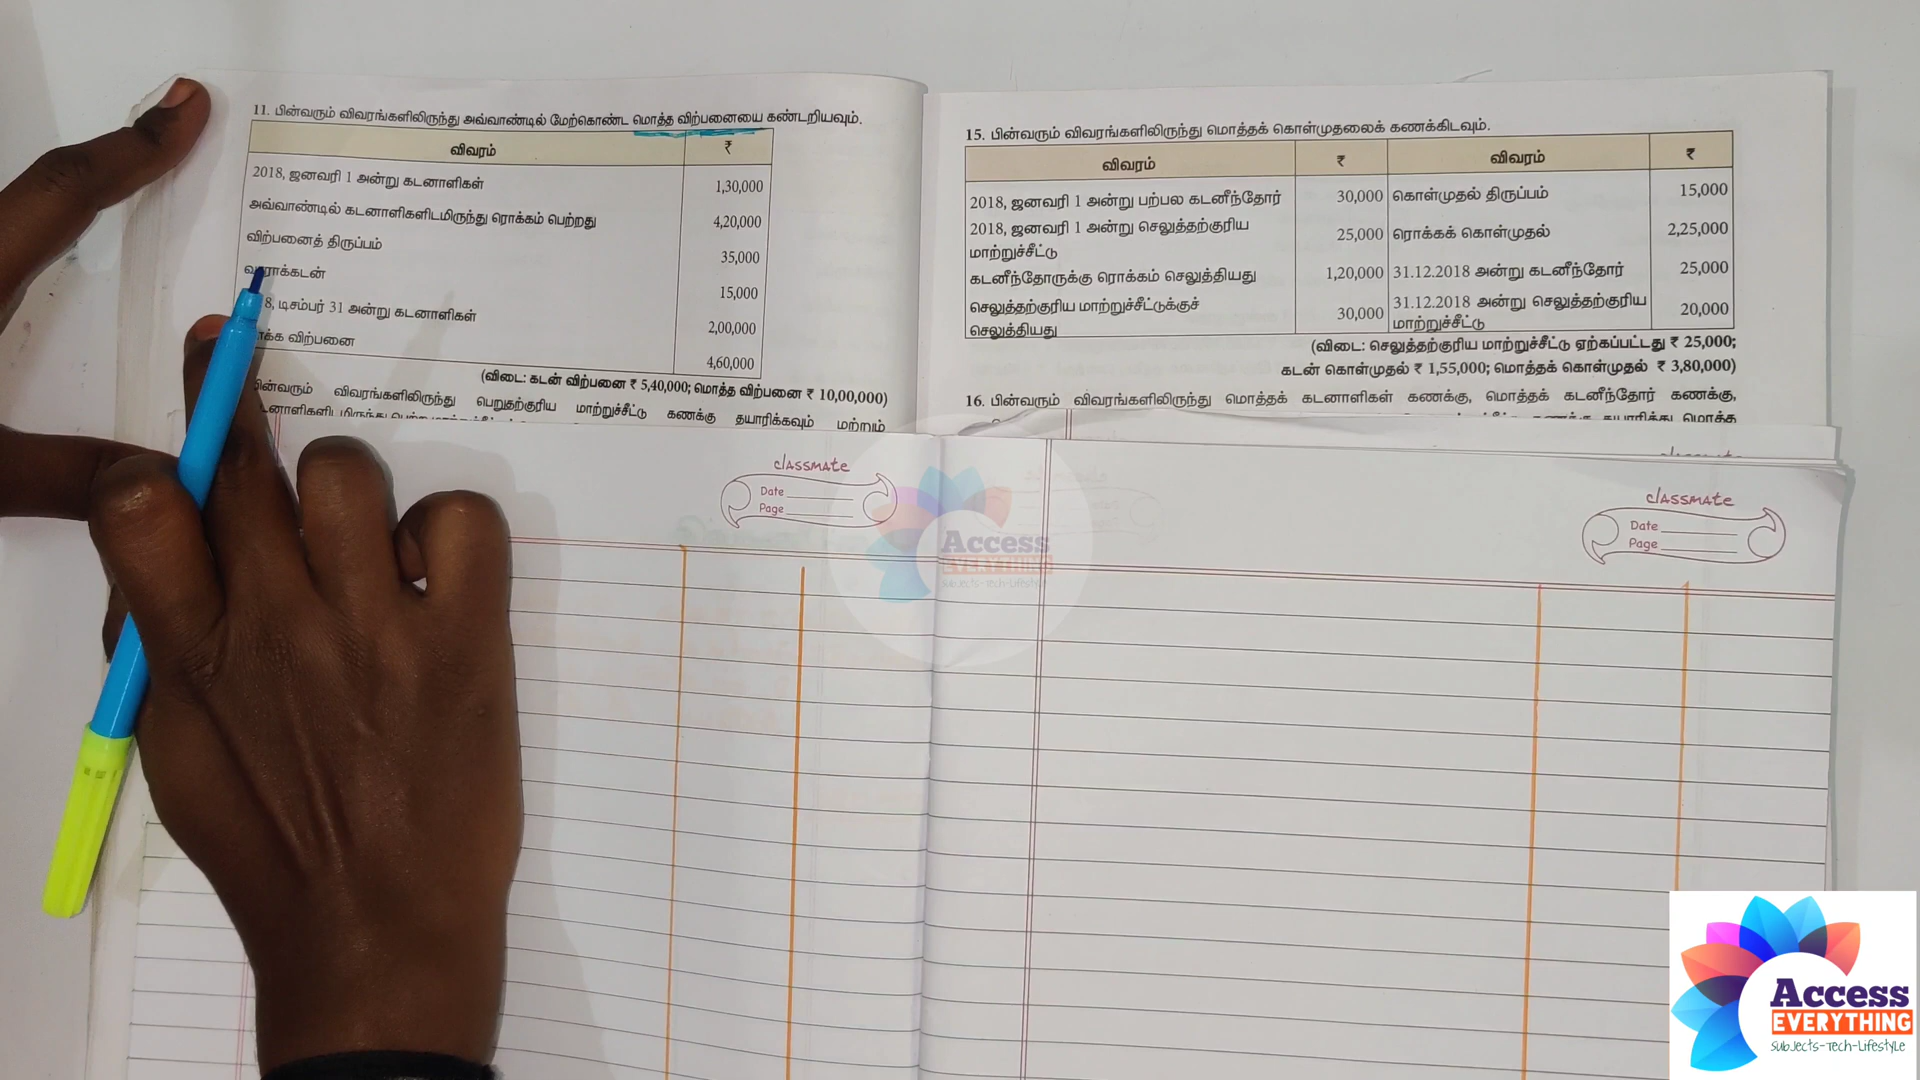 11. பின்வரும் விவரங்களிலிருந்து அவ்வாண்டில் மேற்கொண்ட மொத்த விற்பனையை கண்டறியவும்.
விவரம் ₹
2018, ஜனவரி 1 அன்று கடனாளிகள் 1,30,000
அவ்வாண்டில் கடனாளிகளிடமிருந்து ரொக்கம் பெற்றது 4,20,000
விற்பனைத் திருப்பம் 35,000
வாராக்கடன் 15,000
8, டிசம்பர் 31 அன்று கடனாளிகள் 2,00,000
விற்பனை 4,60,000
(விடை: கடன் விற்பனை ₹ 5,40,000; மொத்த விற்பனை ₹ 10,00,000)
பின்வரும் விவரங்களிலிருந்து பெறுதற்குரிய மாற்றுச்சீட்டு கணக்கு தயாரிக்கவும் மற்றும்
15. பின்வரும் விவரங்களிலிருந்து மொத்தக் கொள்முதலைக் கணக்கிடவும்.
விவரம் ₹ விவரம் ₹
2018, ஜனவரி 1 அன்று பற்பல கடனீந்தோர் 30,000 கொள்முதல் திருப்பம் 15,000
2018, ஜனவரி 1 அன்று செலுத்தற்குரிய
மாற்றுச்சீட்டு 25,000 ரொக்கக் கொள்முதல் 2,25,000
கடனீந்தோருக்கு ரொக்கம் செலுத்தியது 1,20,000 31.12.2018 அன்று கடனீந்தோர் 25,000
செலுத்தற்குரிய மாற்றுச்சீட்டுக்குச்
செலுத்தியது 30,000 31.12.2018 அன்று செலுத்தற்குரிய
மாற்றுச்சீட்டு 20,000
(விடை: செலுத்தற்குரிய மாற்றுச்சீட்டு ஏற்கப்பட்டது ₹ 25,000;
கடன் கொள்முதல் ₹ 1,55,000; மொத்தக் கொள்முதல் ₹ 3,80,000)
16. பின்வரும் விவரங்களிலிருந்து மொத்தக் கடனாளிகள் கணக்கு, மொத்தக் கடனீந்தோர் கணக்கு,
classmate
Date
Page
classmate
Date
Page
Access
EVERYTHING
Subjects-Tech-Lifestyle
Access
EVERYTHING
Subjects-Tech-Lifestyle